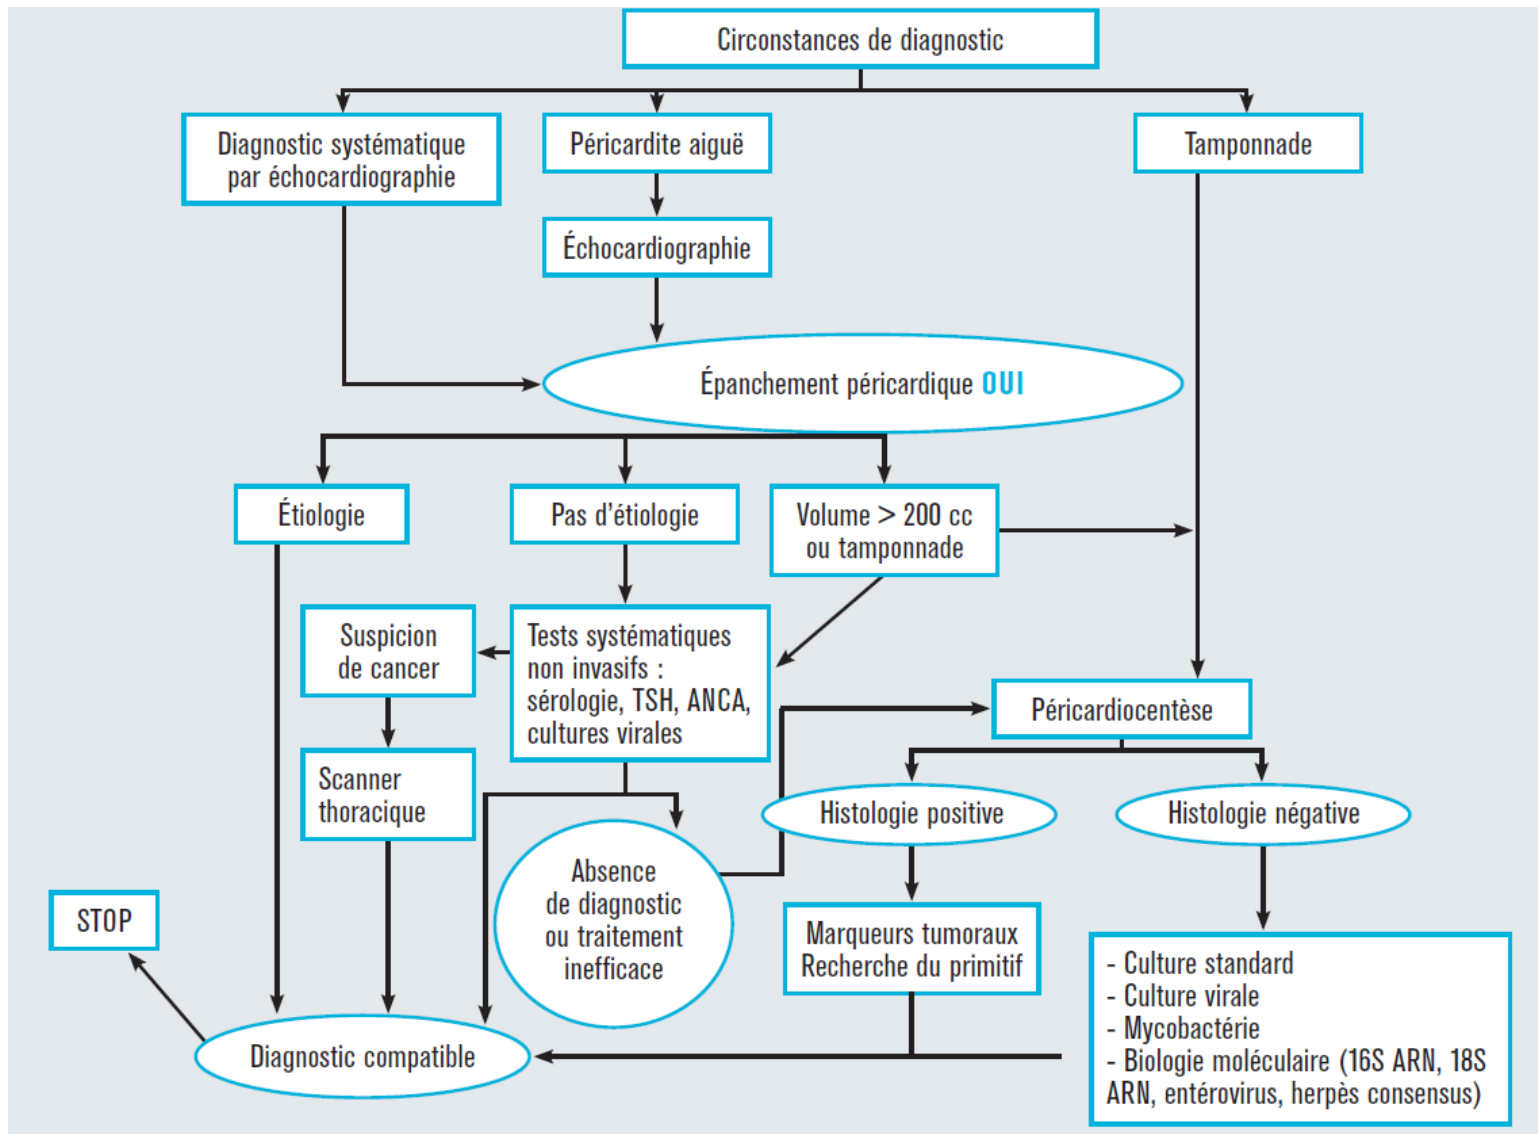 Circonstances de diagnostic
Diagnostic systématique
par échocardiographie
Péricardite aiguë
Tamponnade
Échocardiographie
Épanchement péricardique OUI
Étiologie
Pas d’étiologie
Volume > 200 cc
ou tamponnade
Suspicion
de cancer
Tests systématiques
non invasifs :
sérologie, TSH, ANCA,
cultures virales
Péricardiocentèse
Scanner
thoracique
Histologie positive
Histologie négative
Absence
de diagnostic
ou traitement
inefficace
STOP
Marqueurs tumoraux
Recherche du primitif
- Culture standard
- Culture virale
- Mycobactérie
- Biologie moléculaire (16S ARN, 18S
ARN, entérovirus, herpès consensus)
Diagnostic compatible